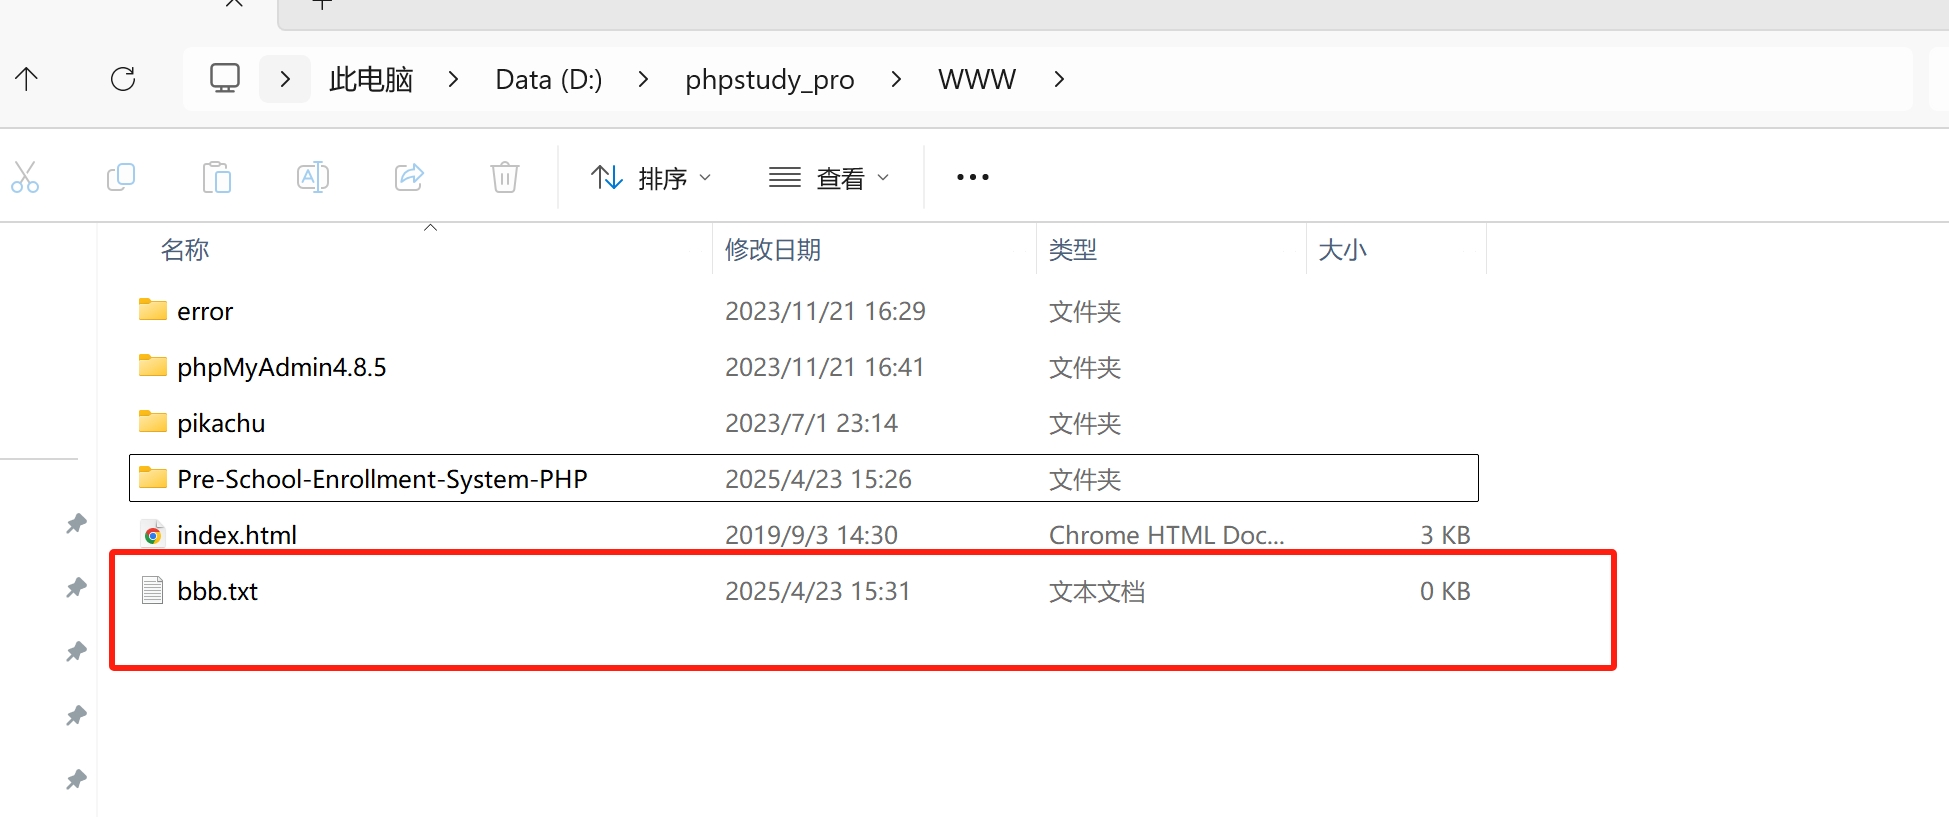 此电脑 > Data (D:) > phpstudy_pro > WWW >
排序 查看 •••
名称 修改日期 类型 大小
error 2023/11/21 16:29 文件夹
phpMyAdmin4.8.5 2023/11/21 16:41 文件夹
pikachu 2023/7/1 23:14 文件夹
Pre-School-Enrollment-System-PHP 2025/4/23 15:26 文件夹
index.html 2019/9/3 14:30 Chrome HTML Doc... 3 KB
bbb.txt 2025/4/23 15:31 文本文档 0 KB